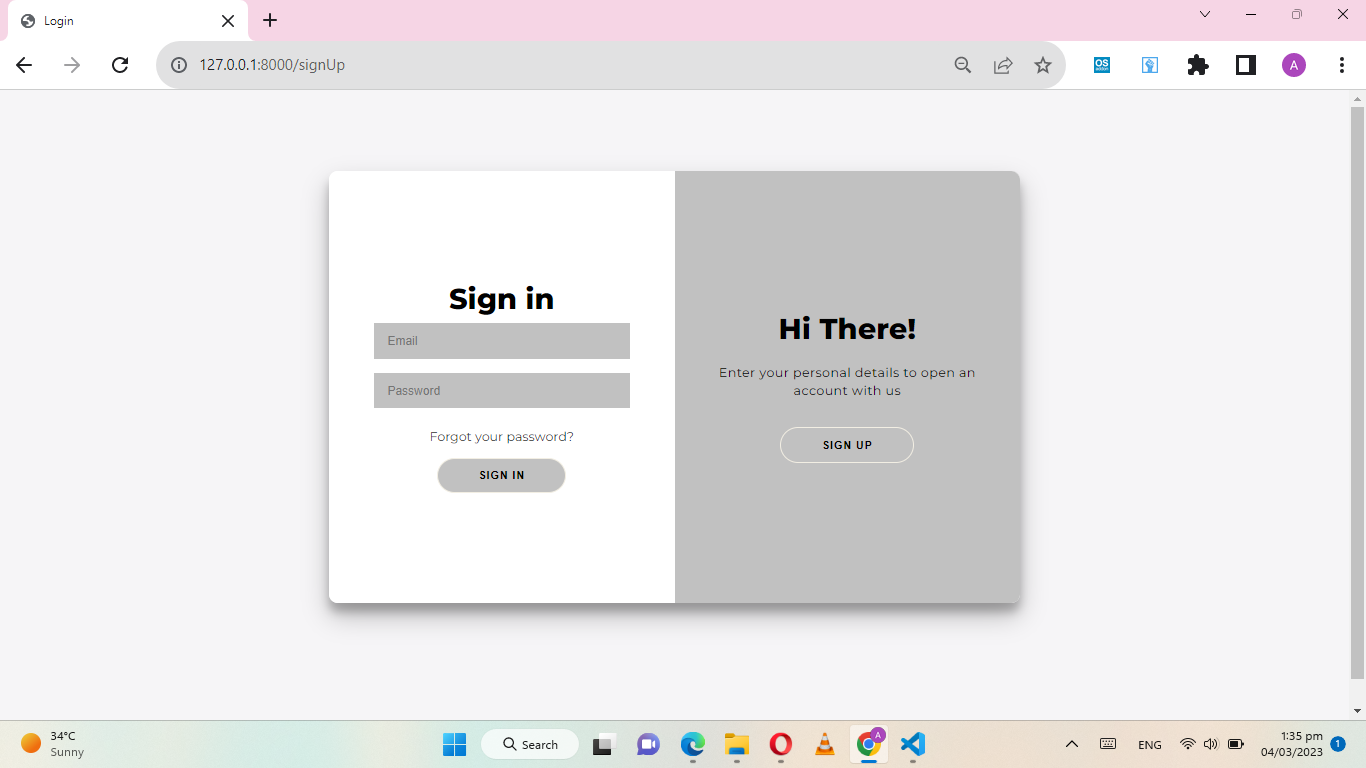 Login
127.0.0.1:8000/signUp
OS
A
Sign in
Email
Password
Forgot your password?
SIGN IN
Hi There!
Enter your personal details to open an
account with us
SIGN UP
34°C
Sunny
Search
A
ENG
1:35 pm
04/03/2023
1